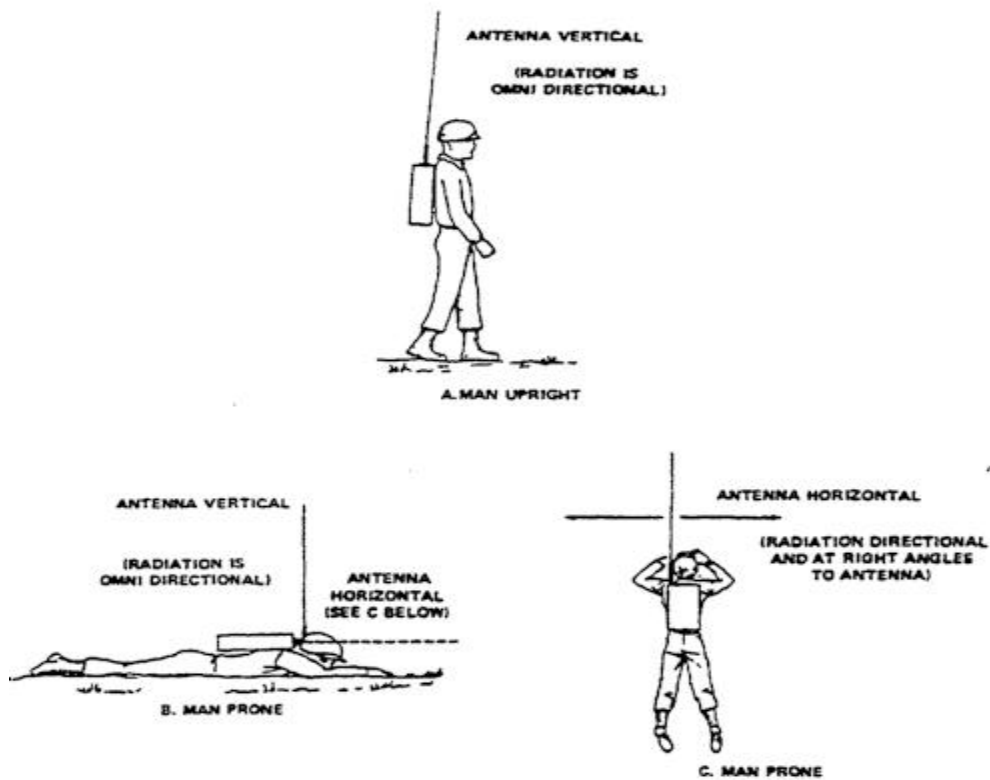 ANTENNA VERTICAL
(RADIATION IS
OMNI DIRECTIONAL)
A. MAN UPRIGHT
ANTENNA VERTICAL
(RADIATION IS
OMNI DIRECTIONAL)
ANTENNA
HORIZONTAL
(SEE C BELOW)
B. MAN PRONE
ANTENNA HORIZONTAL
(RADIATION DIRECTIONAL
AND AT RIGHT ANGLES
TO ANTENNA)
C. MAN PRONE